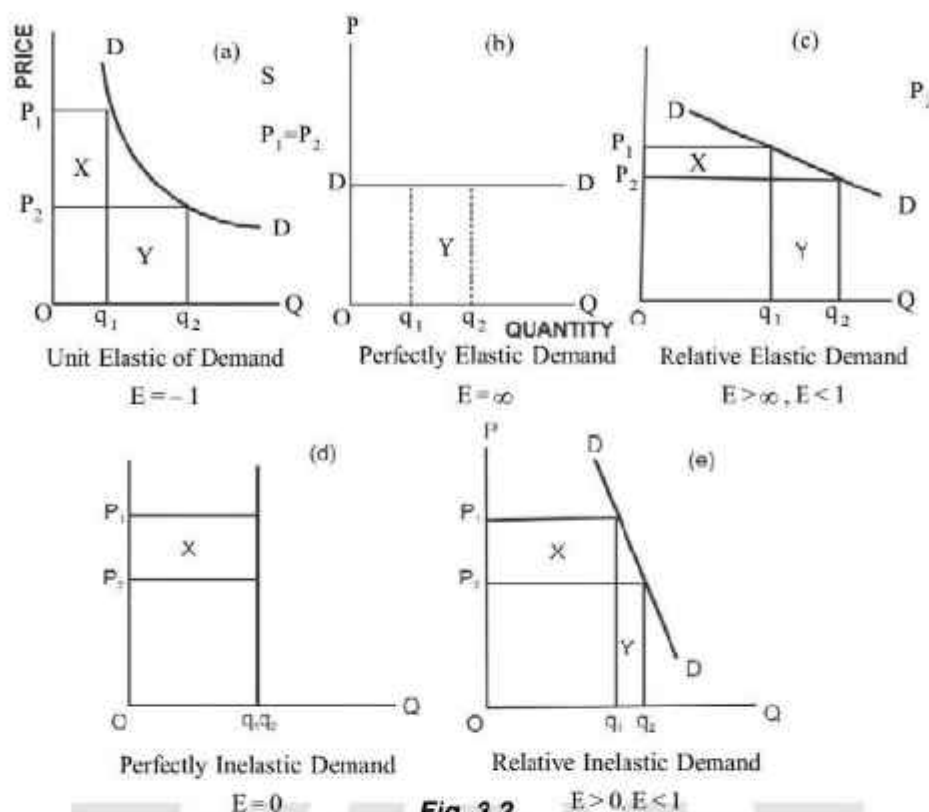 PRICE
D
(a)
S
P₁
P₁=P₂
X
P₂
Y
D
O
q₁
q₂
Q
Unit Elastic of Demand
E = – 1
P
(b)
D
D
Y
O
q₁
q₂
Q
QUANTITY
Perfectly Elastic Demand
E = ∞
(c)
D
P₁
X
P₂
D
Y
O
q₁
q₂
Q
Relative Elastic Demand
E > ∞ , E < 1
(d)
P₁
X
P₂
O
q₁q₂
Q
Perfectly Inelastic Demand
E = 0
P
D
(e)
P₁
X
P₂
Y
D
O
q₁
q₂
Q
Relative Inelastic Demand
E > 0, E < 1
Fig. 3.2